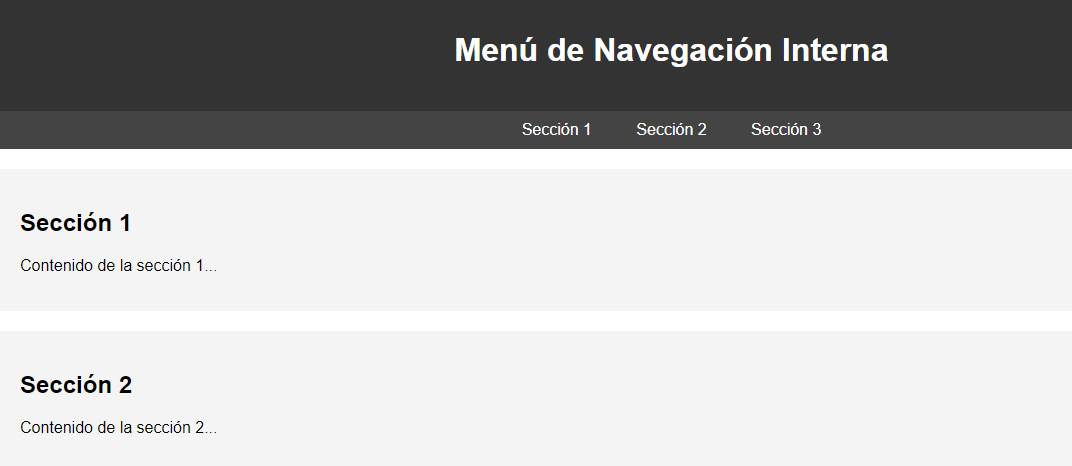 Menú de Navegación Interna
Sección 1 Sección 2 Sección 3
Sección 1
Contenido de la sección 1...
Sección 2
Contenido de la sección 2...